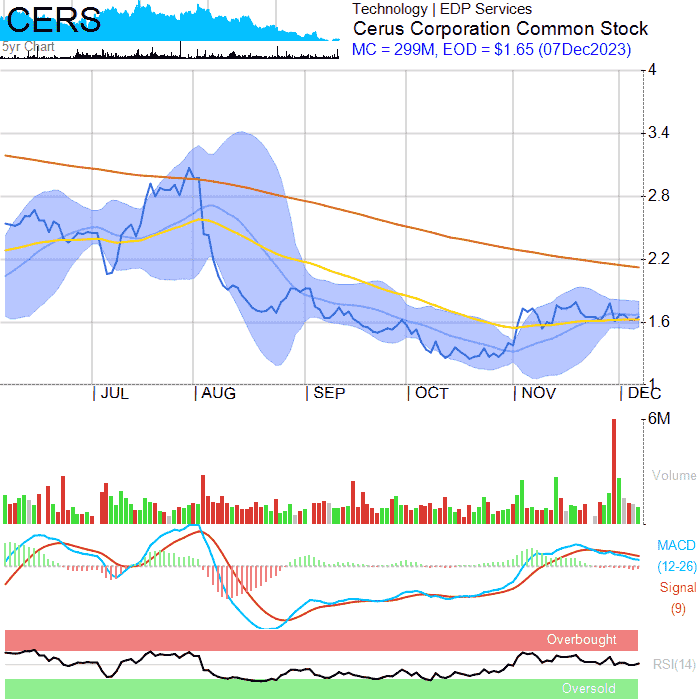 CERS
5yr Chart
Technology | EDP Services
Cerus Corporation Common Stock
MC = 299M, EOD = $1.65 (07Dec2023)
4
3.4
2.8
2.2
1.6
1
JUL AUG SEP OCT NOV DEC
6M
Volume
MACD
(12-26)
Signal
(9)
Overbought
RSI(14)
Oversold